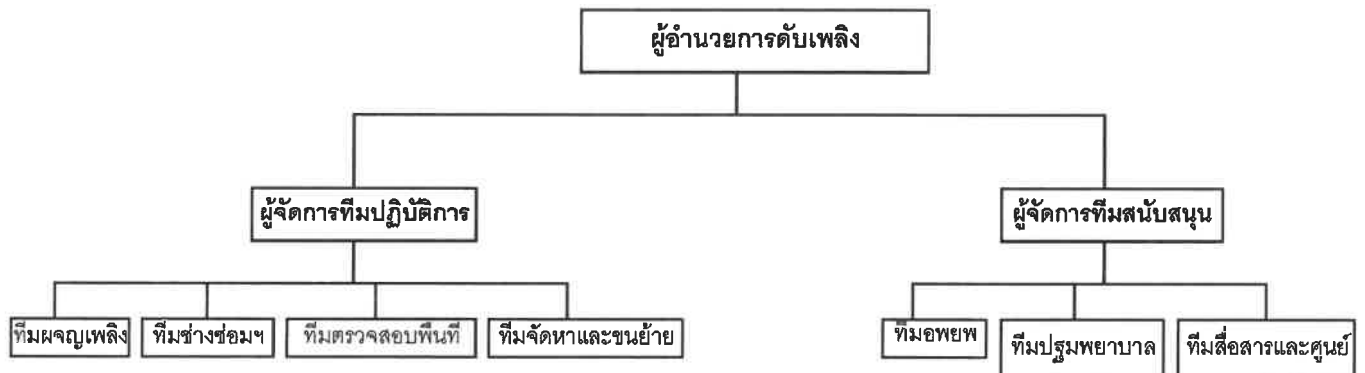 ผู้อำนวยการดับเพลิง
ผู้จัดการทีมปฏิบัติการ
ผู้จัดการทีมสนับสนุน
ทีมผจญเพลิง
ทีมช่างซ่อมฯ
ทีมตรวจสอบพื้นที่
ทีมจัดหาและขนย้าย
ทีมอพยพ
ทีมปฐมพยาบาล
ทีมสื่อสารและศูนย์